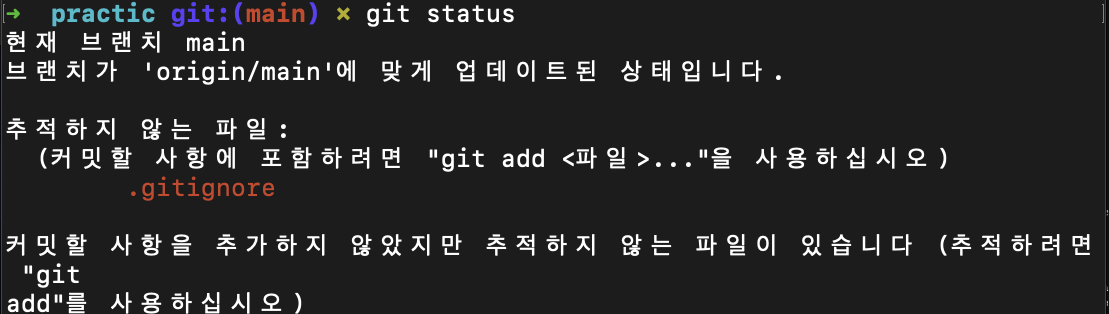 ➜  practic git:(main) × git status
현재 브랜치 main
브랜치가 'origin/main'에 맞게 업데이트된 상태입니다.

추적하지 않는 파일:
  (커밋할 사항에 포함하려면 "git add <파일>..."을 사용하십시오)
        .gitignore

커밋할 사항을 추가하지 않았지만 추적하지 않는 파일이 있습니다 (추적하려면
 "git
add"를 사용하십시오)